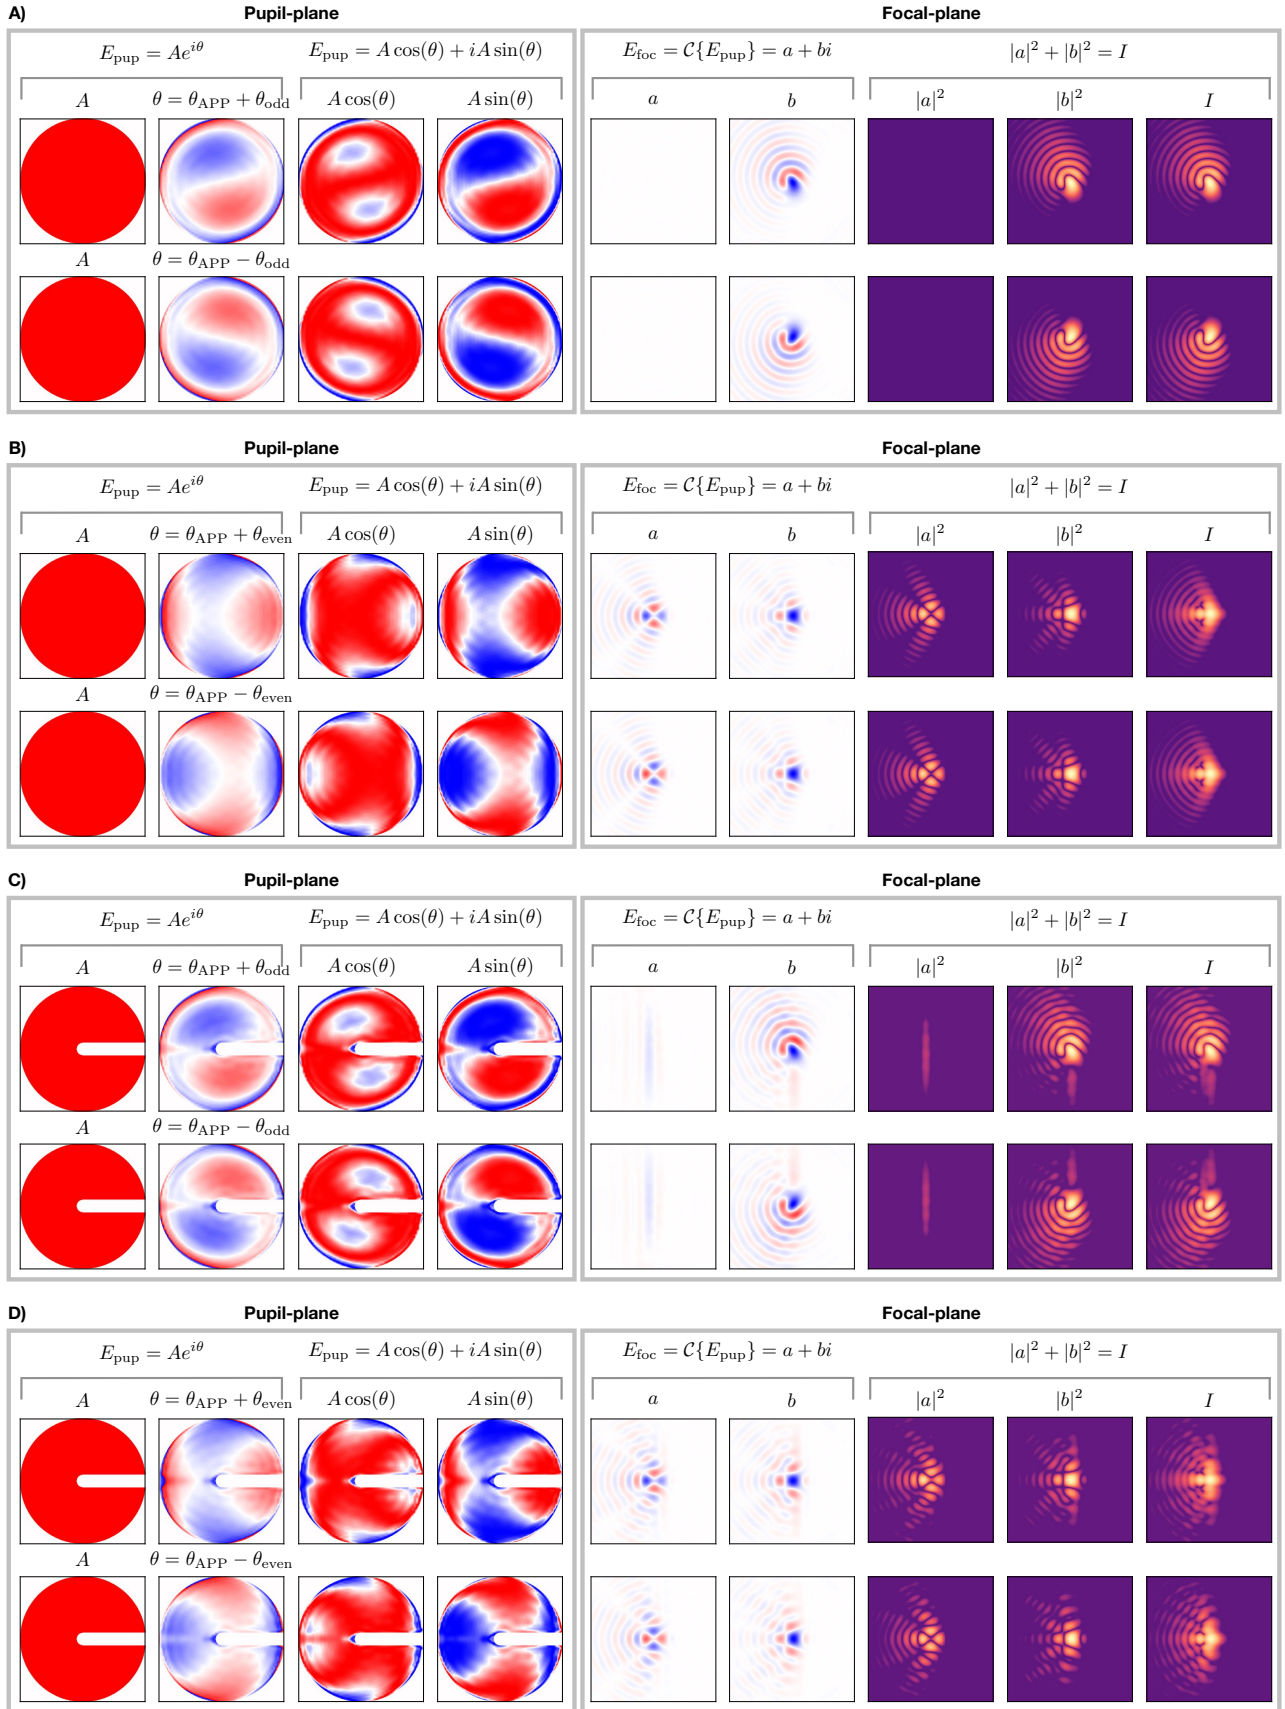 A) Pupil-plane Focal-plane
E_pup = Ae^{iθ} E_pup = A cos(θ) + iA sin(θ) E_foc = C{E_pup} = a + bi |a|² + |b|² = I
A θ = θ_APP + θ_odd A cos(θ) A sin(θ) a b |a|² |b|² I
A θ = θ_APP − θ_odd
B) Pupil-plane Focal-plane
E_pup = Ae^{iθ} E_pup = A cos(θ) + iA sin(θ) E_foc = C{E_pup} = a + bi |a|² + |b|² = I
A θ = θ_APP + θ_even A cos(θ) A sin(θ) a b |a|² |b|² I
A θ = θ_APP − θ_even
C) Pupil-plane Focal-plane
E_pup = Ae^{iθ} E_pup = A cos(θ) + iA sin(θ) E_foc = C{E_pup} = a + bi |a|² + |b|² = I
A θ = θ_APP + θ_odd A cos(θ) A sin(θ) a b |a|² |b|² I
A θ = θ_APP − θ_odd
D) Pupil-plane Focal-plane
E_pup = Ae^{iθ} E_pup = A cos(θ) + iA sin(θ) E_foc = C{E_pup} = a + bi |a|² + |b|² = I
A θ = θ_APP + θ_even A cos(θ) A sin(θ) a b |a|² |b|² I
A θ = θ_APP − θ_even